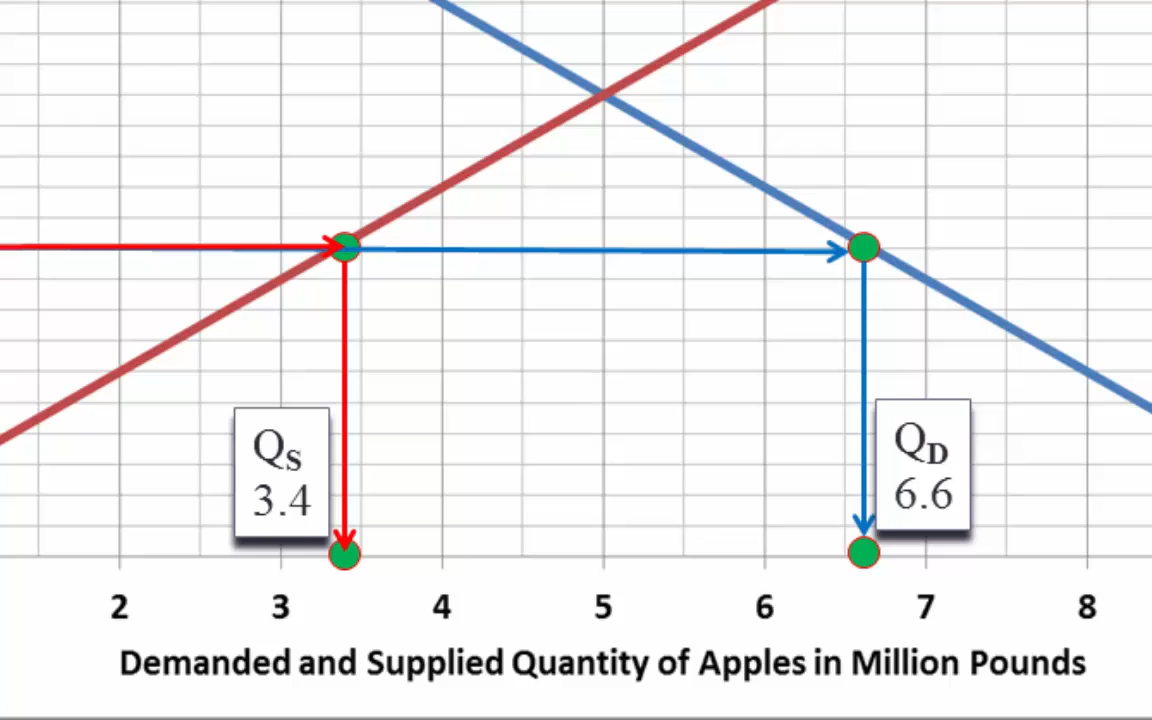 Qs
3.4
QD
6.6
2 3 4 5 6 7 8
Demanded and Supplied Quantity of Apples in Million Pounds